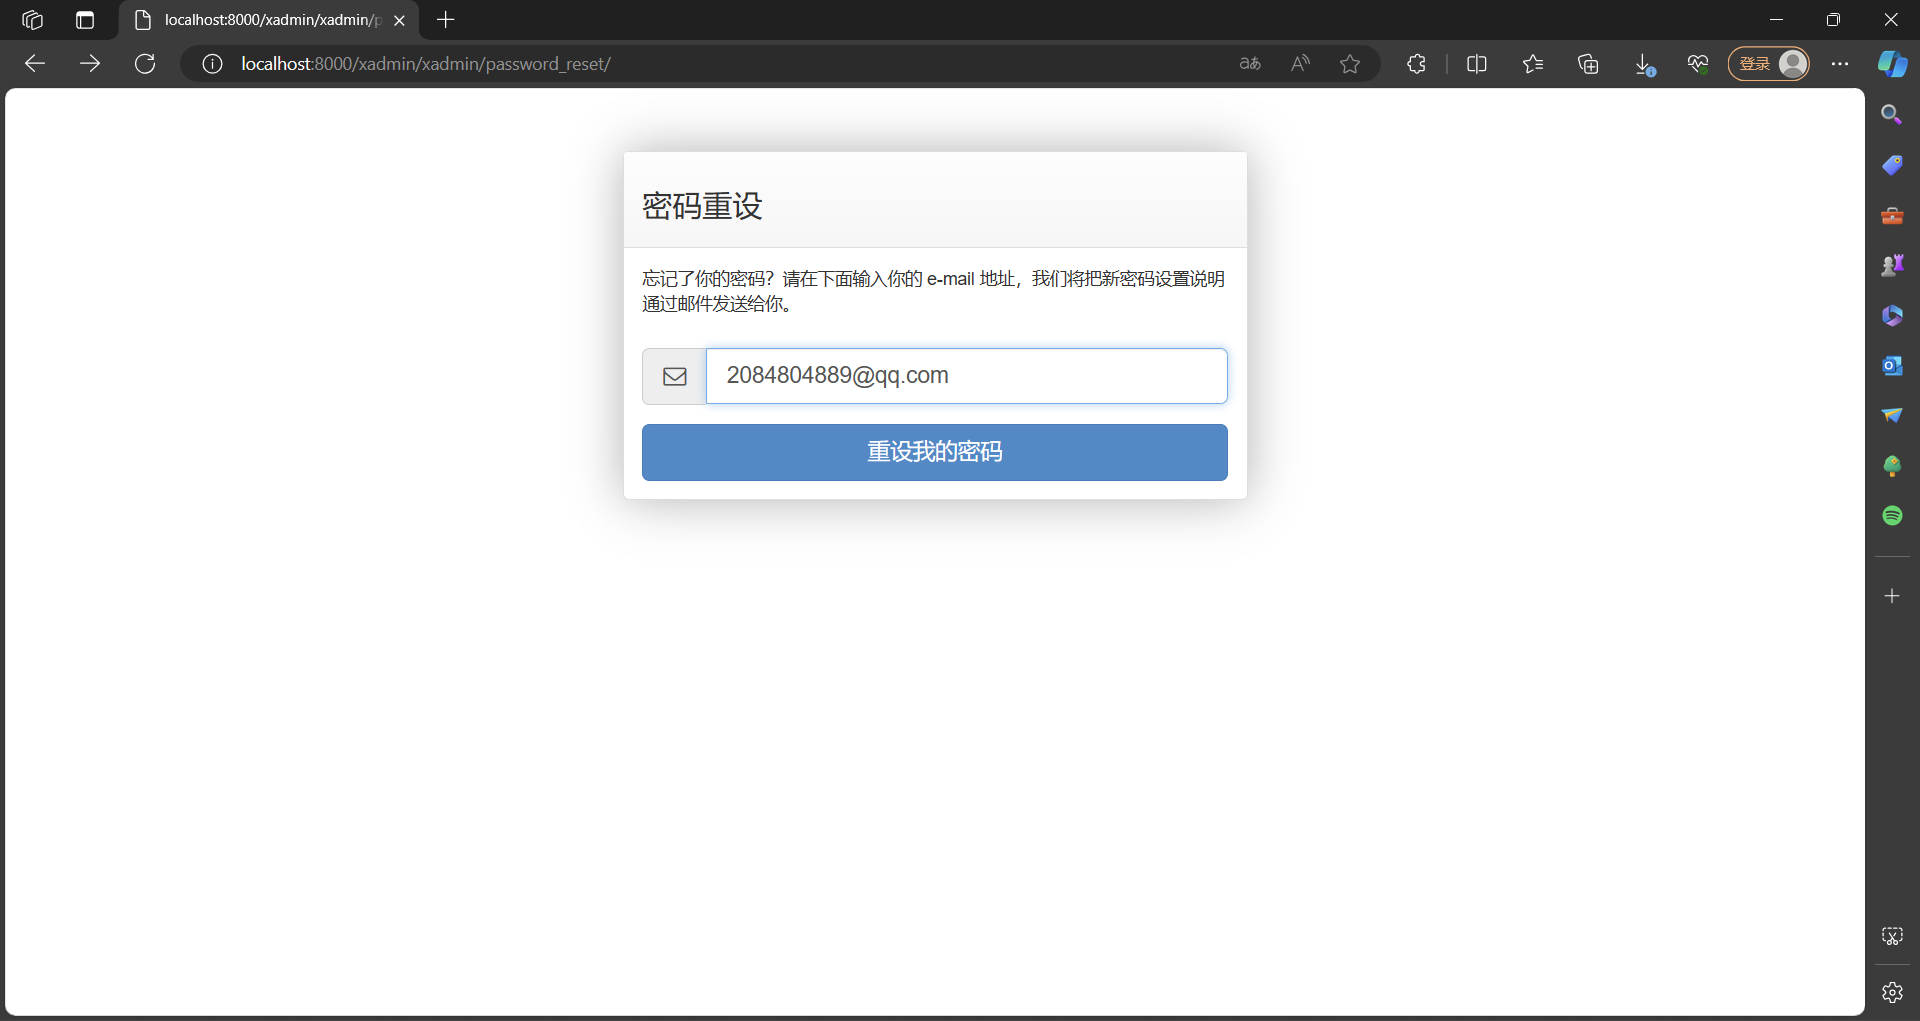 localhost:8000/xadmin/xadmin/p
localhost:8000/xadmin/xadmin/password_reset/
aあ
A
登录
密码重设
忘记了你的密码？请在下面输入你的 e-mail 地址，我们将把新密码设置说明
通过邮件发送给你。
2084804889@qq.com
重设我的密码